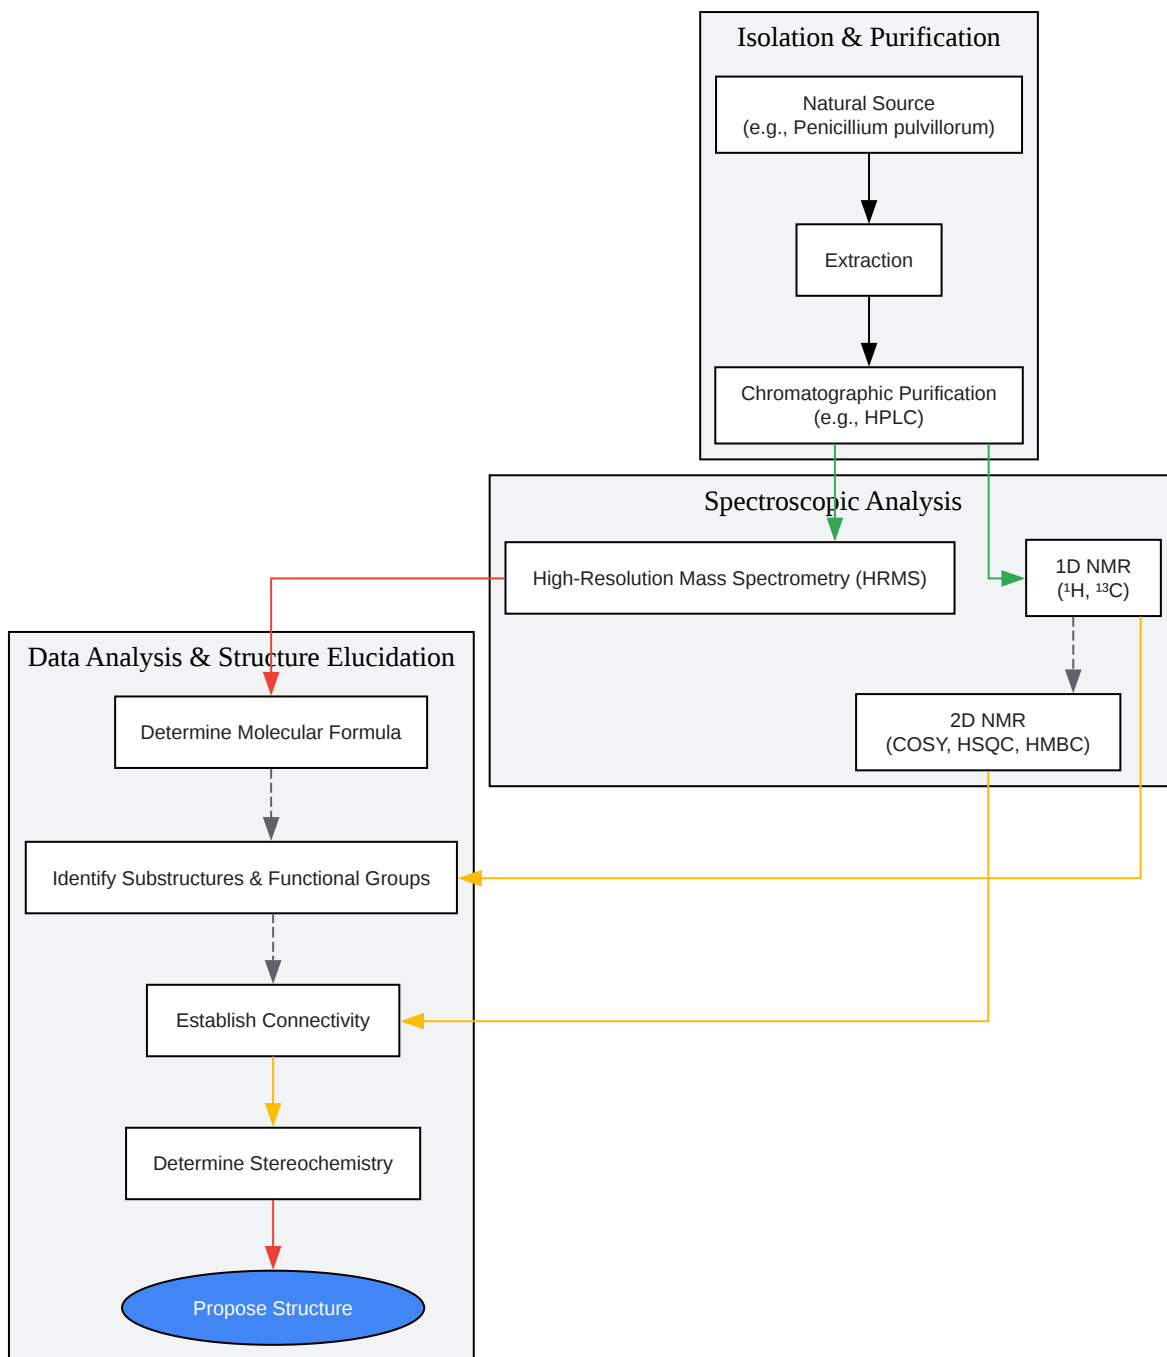 Isolation & Purification
Natural Source
(e.g., Penicillium pulvillorum)
Extraction
Chromatographic Purification
(e.g., HPLC)
Spectroscopic Analysis
High-Resolution Mass Spectrometry (HRMS)
1D NMR
(¹H, ¹³C)
2D NMR
(COSY, HSQC, HMBC)
Data Analysis & Structure Elucidation
Determine Molecular Formula
Identify Substructures & Functional Groups
Establish Connectivity
Determine Stereochemistry
Propose Structure